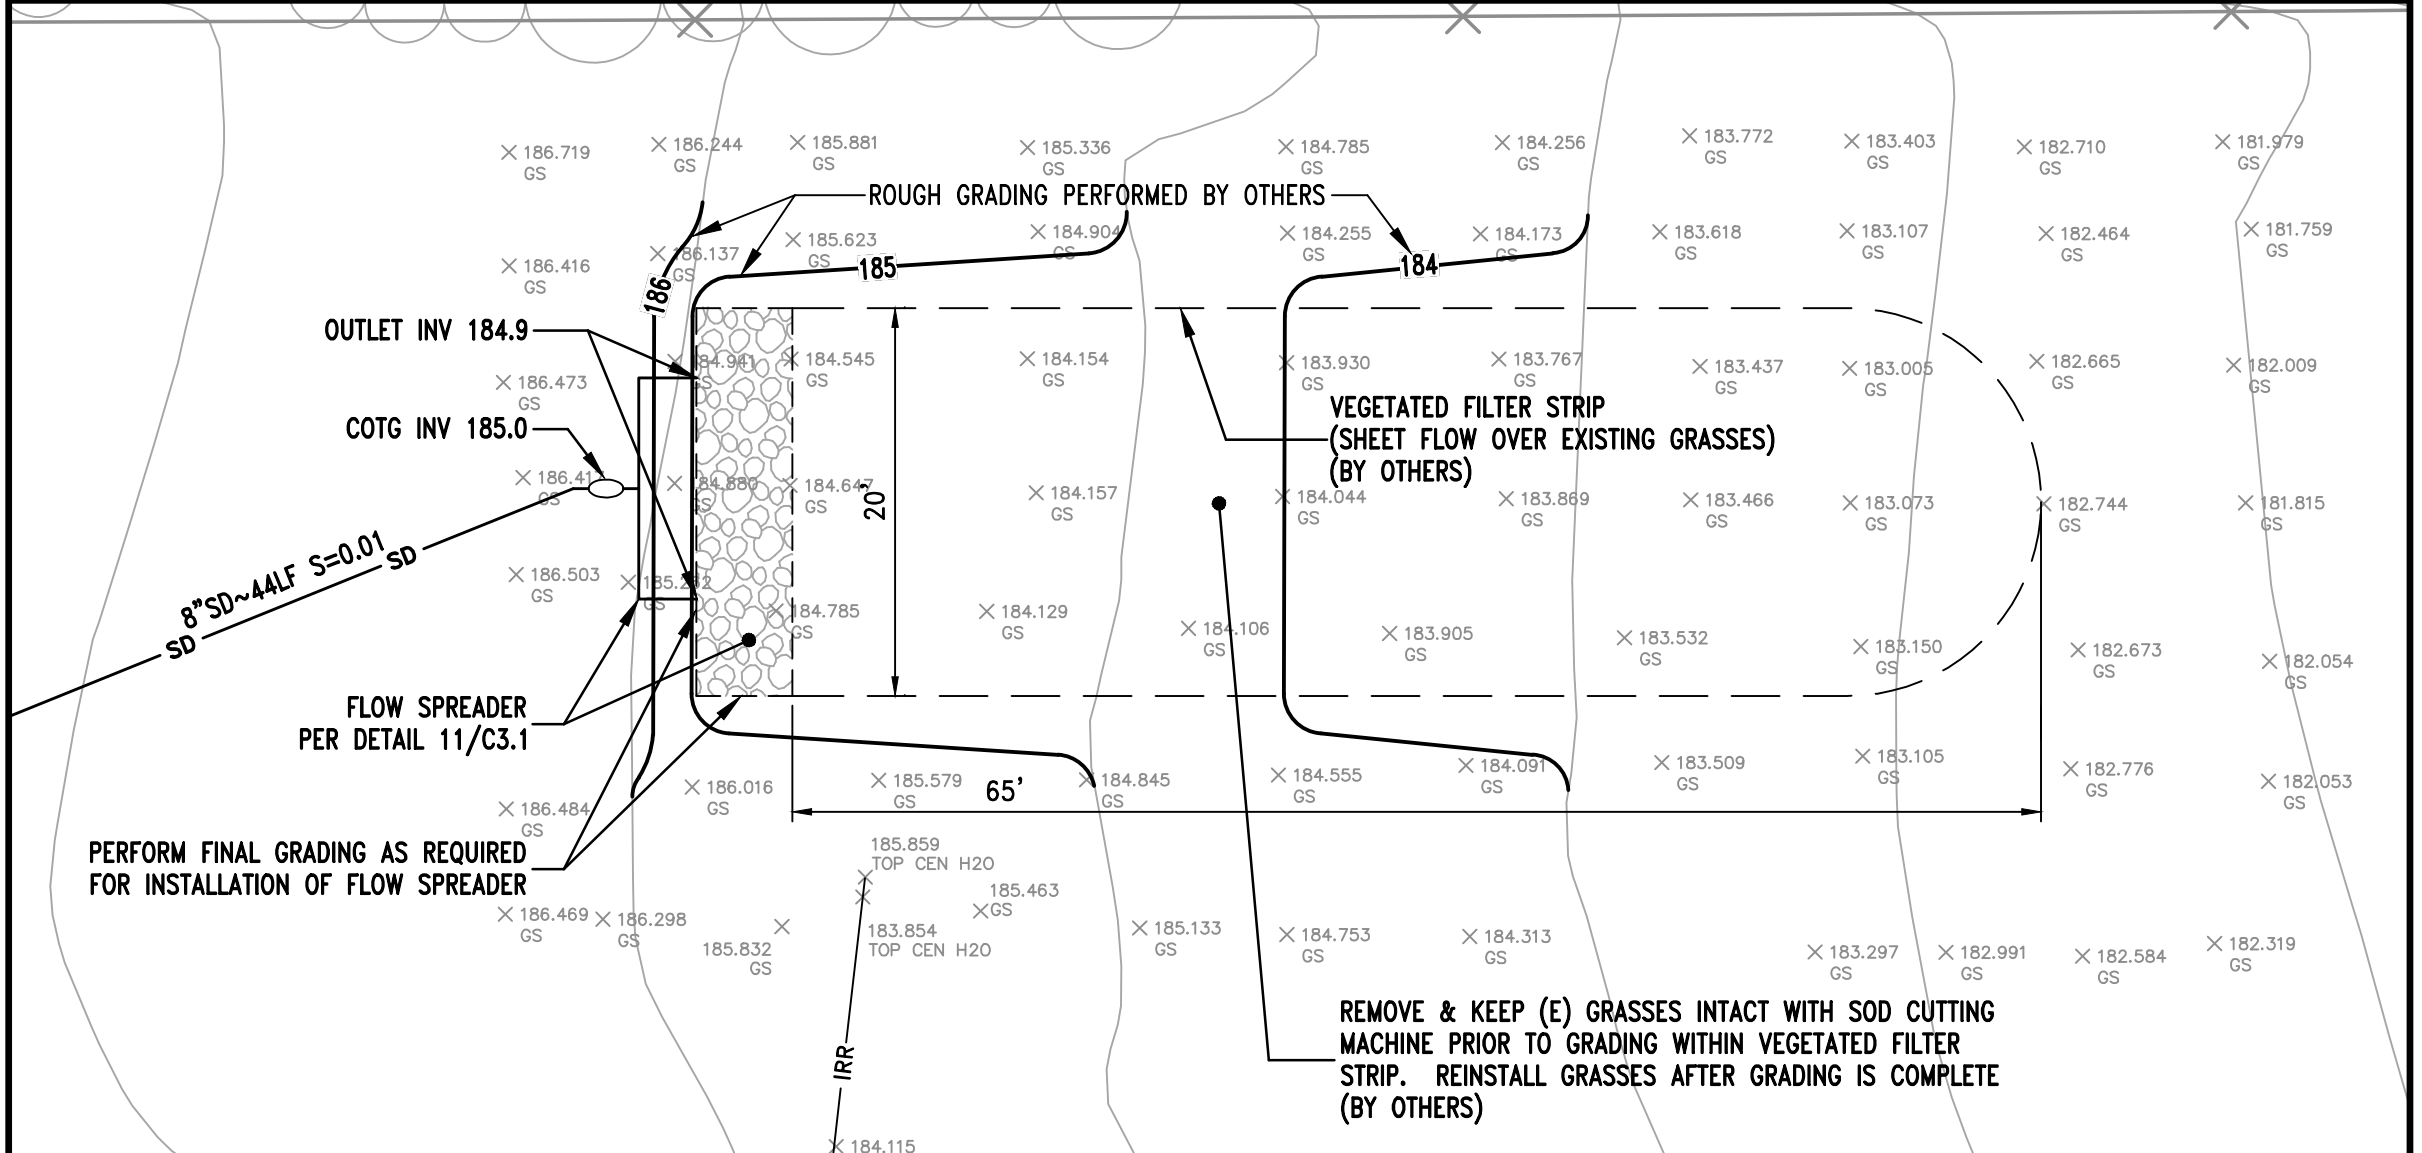 186.719
GS
186.244
GS
185.881
GS
185.336
GS
184.785
GS
184.256
GS
183.772
GS
183.403
GS
182.710
GS
181.979
GS
ROUGH GRADING PERFORMED BY OTHERS
186.416
GS
186.137
GS
185.623
GS
184.904
GS
184.255
GS
184.173
GS
183.618
GS
183.107
GS
182.464
GS
181.759
GS
186
185
184
OUTLET INV 184.9
184.941
GS
184.545
GS
184.154
GS
183.930
GS
183.767
GS
183.437
GS
183.005
GS
182.665
GS
182.009
GS
186.473
GS
COTG INV 185.0
VEGETATED FILTER STRIP
(SHEET FLOW OVER EXISTING GRASSES)
(BY OTHERS)
186.417
GS
184.880
GS
184.647
GS
20'
184.157
GS
184.044
GS
183.869
GS
183.466
GS
183.073
GS
182.744
GS
181.815
GS
8"SD~44LF S=0.01
SD
SD
186.503
GS
185.282
GS
184.785
GS
184.129
GS
184.106
GS
183.905
GS
183.532
GS
183.150
GS
182.673
GS
182.054
GS
FLOW SPREADER
PER DETAIL 11/C3.1
186.484
GS
186.016
GS
185.579
GS
65'
184.845
GS
184.555
GS
184.091
GS
183.509
GS
183.105
GS
182.776
GS
182.053
GS
PERFORM FINAL GRADING AS REQUIRED
FOR INSTALLATION OF FLOW SPREADER
185.859
TOP CEN H2O
185.463
GS
183.854
TOP CEN H2O
186.469
GS
186.298
GS
185.832
GS
185.133
GS
184.753
GS
184.313
GS
183.297
GS
182.991
GS
182.584
GS
182.319
GS
REMOVE & KEEP (E) GRASSES INTACT WITH SOD CUTTING
MACHINE PRIOR TO GRADING WITHIN VEGETATED FILTER
STRIP. REINSTALL GRASSES AFTER GRADING IS COMPLETE
(BY OTHERS)
IRR
184.115